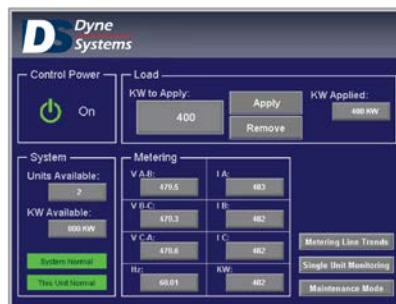 DS Dyne Systems
Control Power
On
Load
KW to Apply:
400
Apply
Remove
KW Applied:
400 KW
System
Units Available:
2
KW Available:
800 KW
System Normal
This Unit Normal
Metering
V A-B:
479.5
I A:
483
V B-C:
479.3
I B:
482
V C-A:
479.6
I C:
482
Hz:
60.01
KW:
402
Metering Line Trends
Single Unit Monitoring
Maintenance Mode